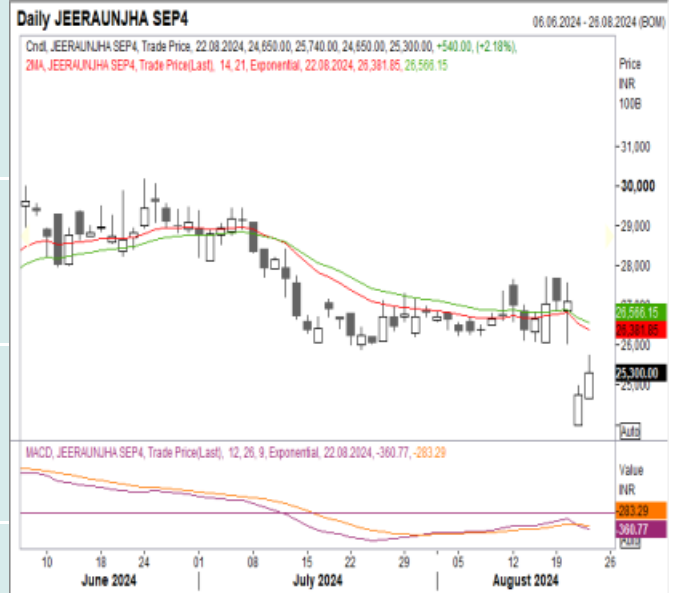 Daily JEERAUNJHA SEP4
06.06.2024 - 26.08.2024 (BOM)
Cndl, JEERAUNJHA SEP4, Trade Price, 22.08.2024, 24,650.00, 25,740.00, 24,650.00, 25,300.00, +540.00, (+2.18%),
2MA, JEERAUNJHA SEP4, Trade Price(Last), 14, 21, Exponential, 22.08.2024, 26,381.85, 26,566.15
Price
INR
100B
31,000
30,000
29,000
28,000
27,000
26,566.15
26,381.85
26,000
25,300.00
25,000
Auto
MACD, JEERAUNJHA SEP4, Trade Price(Last), 12, 26, 9, Exponential, 22.08.2024, -360.77, -283.29
Value
INR
-283.29
-360.77
Auto
10 18 24 01 08 15 22 29 05 12 19 26
June 2024 July 2024 August 2024